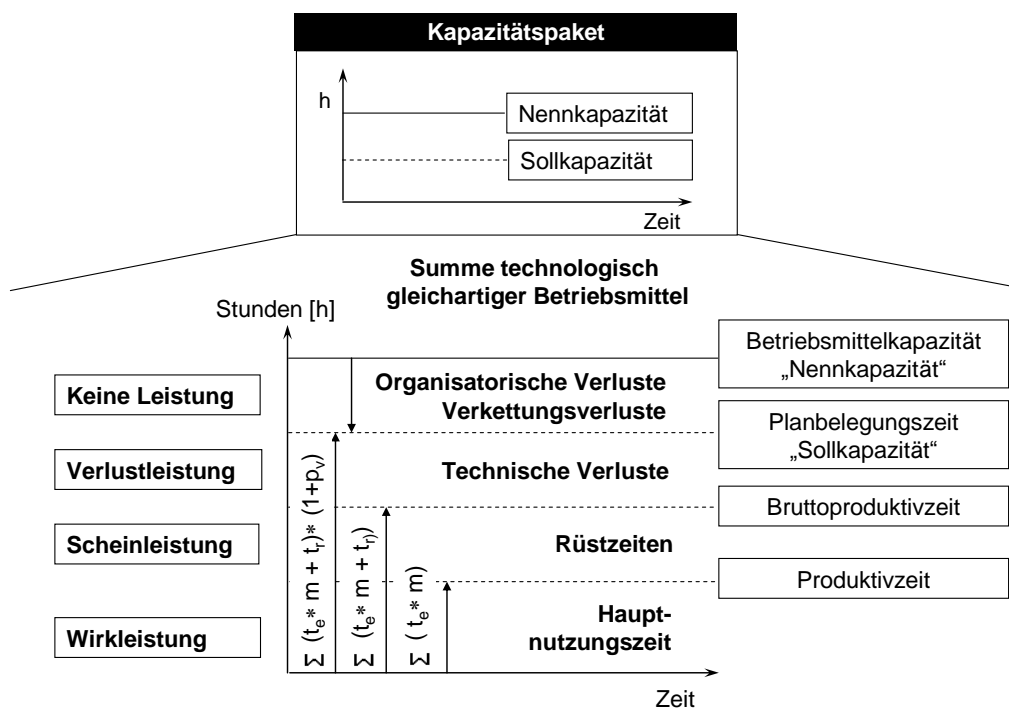 Kapazitätspaket
h
Nennkapazität
Sollkapazität
Zeit
Summe technologisch
gleichartiger Betriebsmittel
Stunden [h]
Betriebsmittelkapazität
„Nennkapazität“
Keine Leistung
Organisatorische Verluste
Verkettungsverluste
Planbelegungszeit
„Sollkapazität“
Verlustleistung
Technische Verluste
Bruttoproduktivzeit
Scheinleistung
Rüstzeiten
Produktivzeit
Wirkleistung
Haupt-
nutzungszeit
Σ (te* m + tr)* (1+pv)
Σ (te* m + tr)
Σ ( te* m)
Zeit